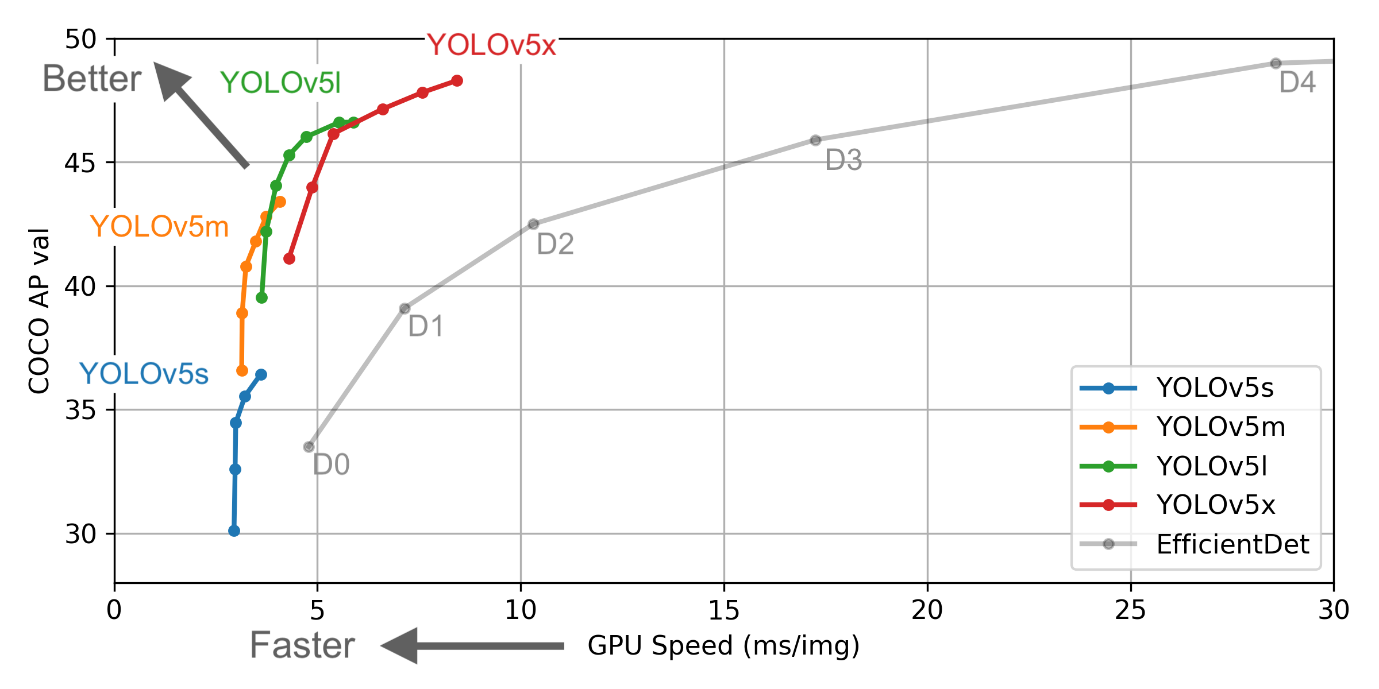 50
YOLOv5x
Better
YOLOv5l
D4
45
D3
YOLOv5m
D2
COCO AP val
40
D1
YOLOv5s
35
D0
30
YOLOv5s
YOLOv5m
YOLOv5l
YOLOv5x
EfficientDet
0 5 10 15 20 25 30
Faster
GPU Speed (ms/img)